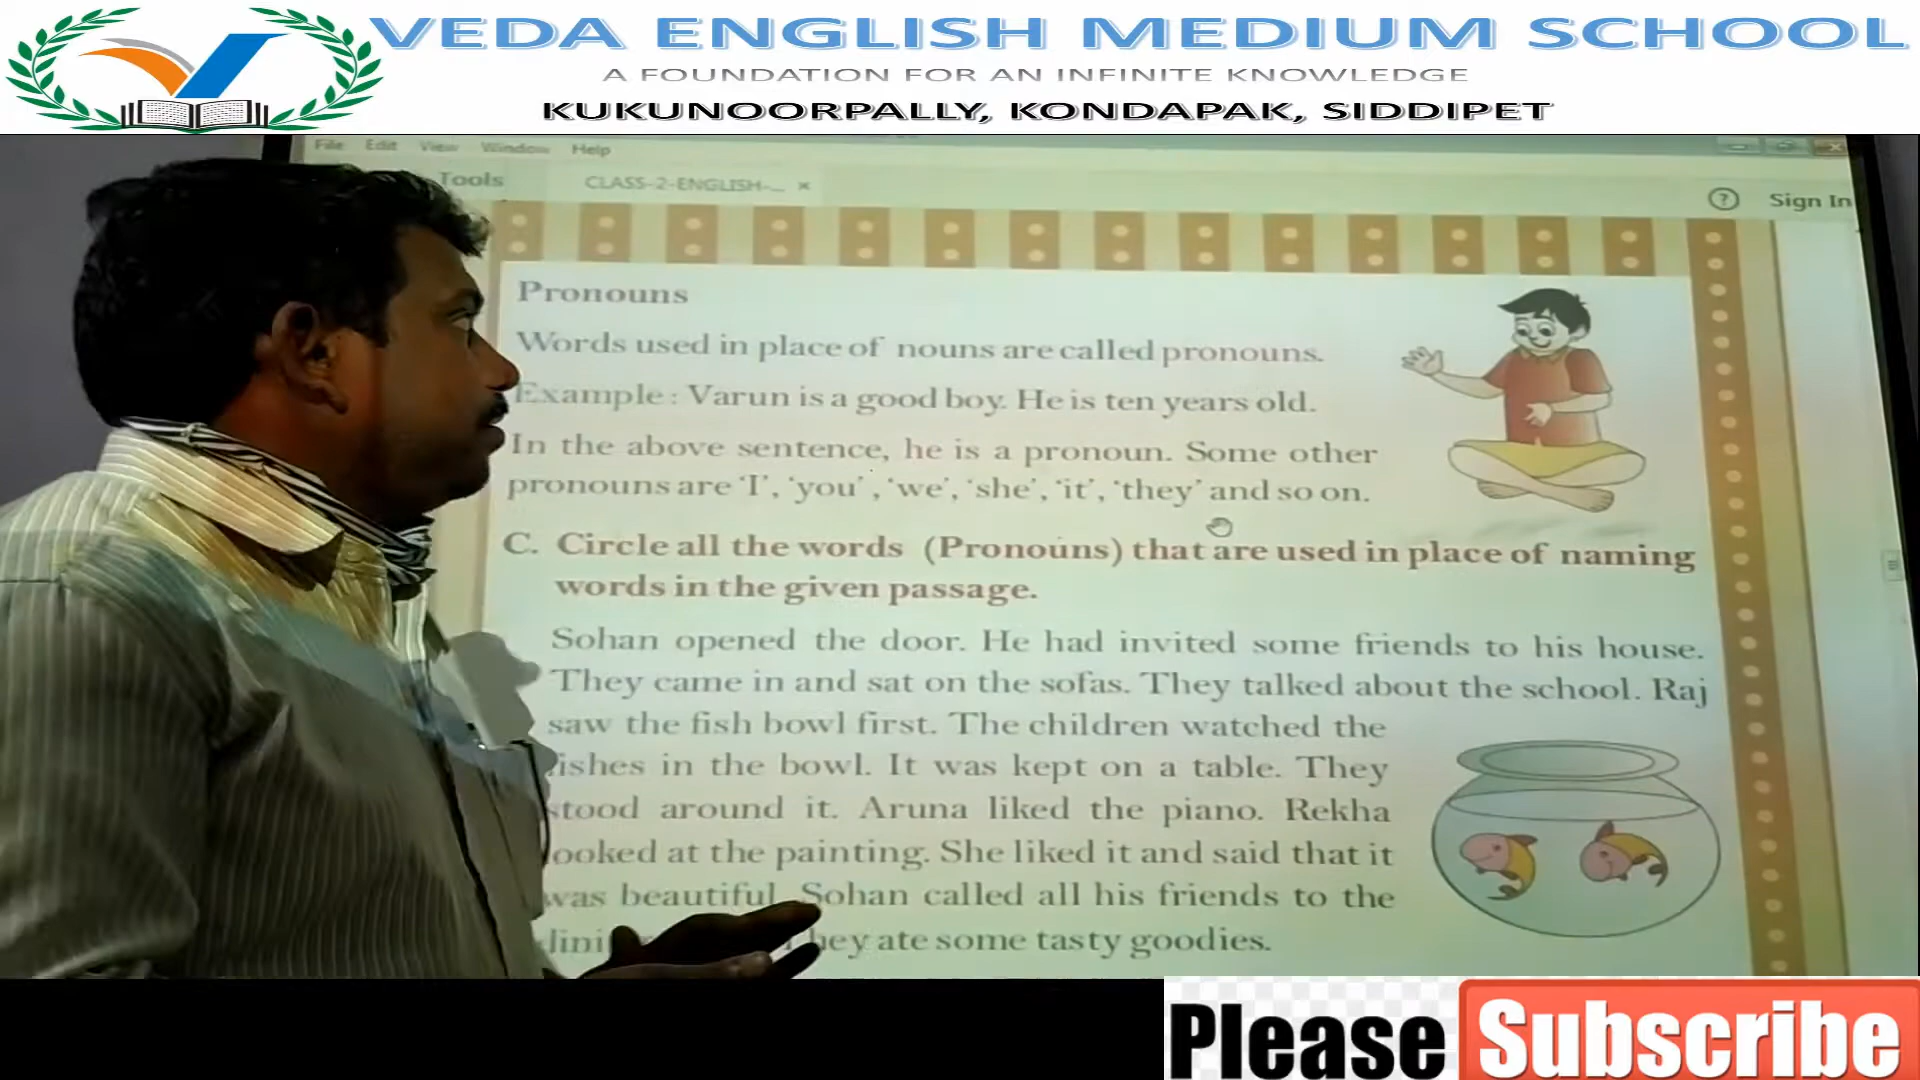 VEDA ENGLISH MEDIUM SCHOOL
A FOUNDATION FOR AN INFINITE KNOWLEDGE
KUKUNOORPALLY, KONDAPAK, SIDDIPET
File Edit View Window Help
Tools CLASS-2-ENGLISH-... × ? Sign In
Pronouns
Words used in place of nouns are called pronouns.
Example : Varun is a good boy. He is ten years old.
In the above sentence, he is a pronoun. Some other
pronouns are 'I', 'you', 'we', 'she', 'it', 'they' and so on.
C. Circle all the words (Pronouns) that are used in place of naming
words in the given passage.
Sohan opened the door. He had invited some friends to his house.
They came in and sat on the sofas. They talked about the school. Raj
saw the fish bowl first. The children watched the
ishes in the bowl. It was kept on a table. They
stood around it. Aruna liked the piano. Rekha
ooked at the painting. She liked it and said that it
was beautiful. Sohan called all his friends to the
hey ate some tasty goodies.
Please Subscribe